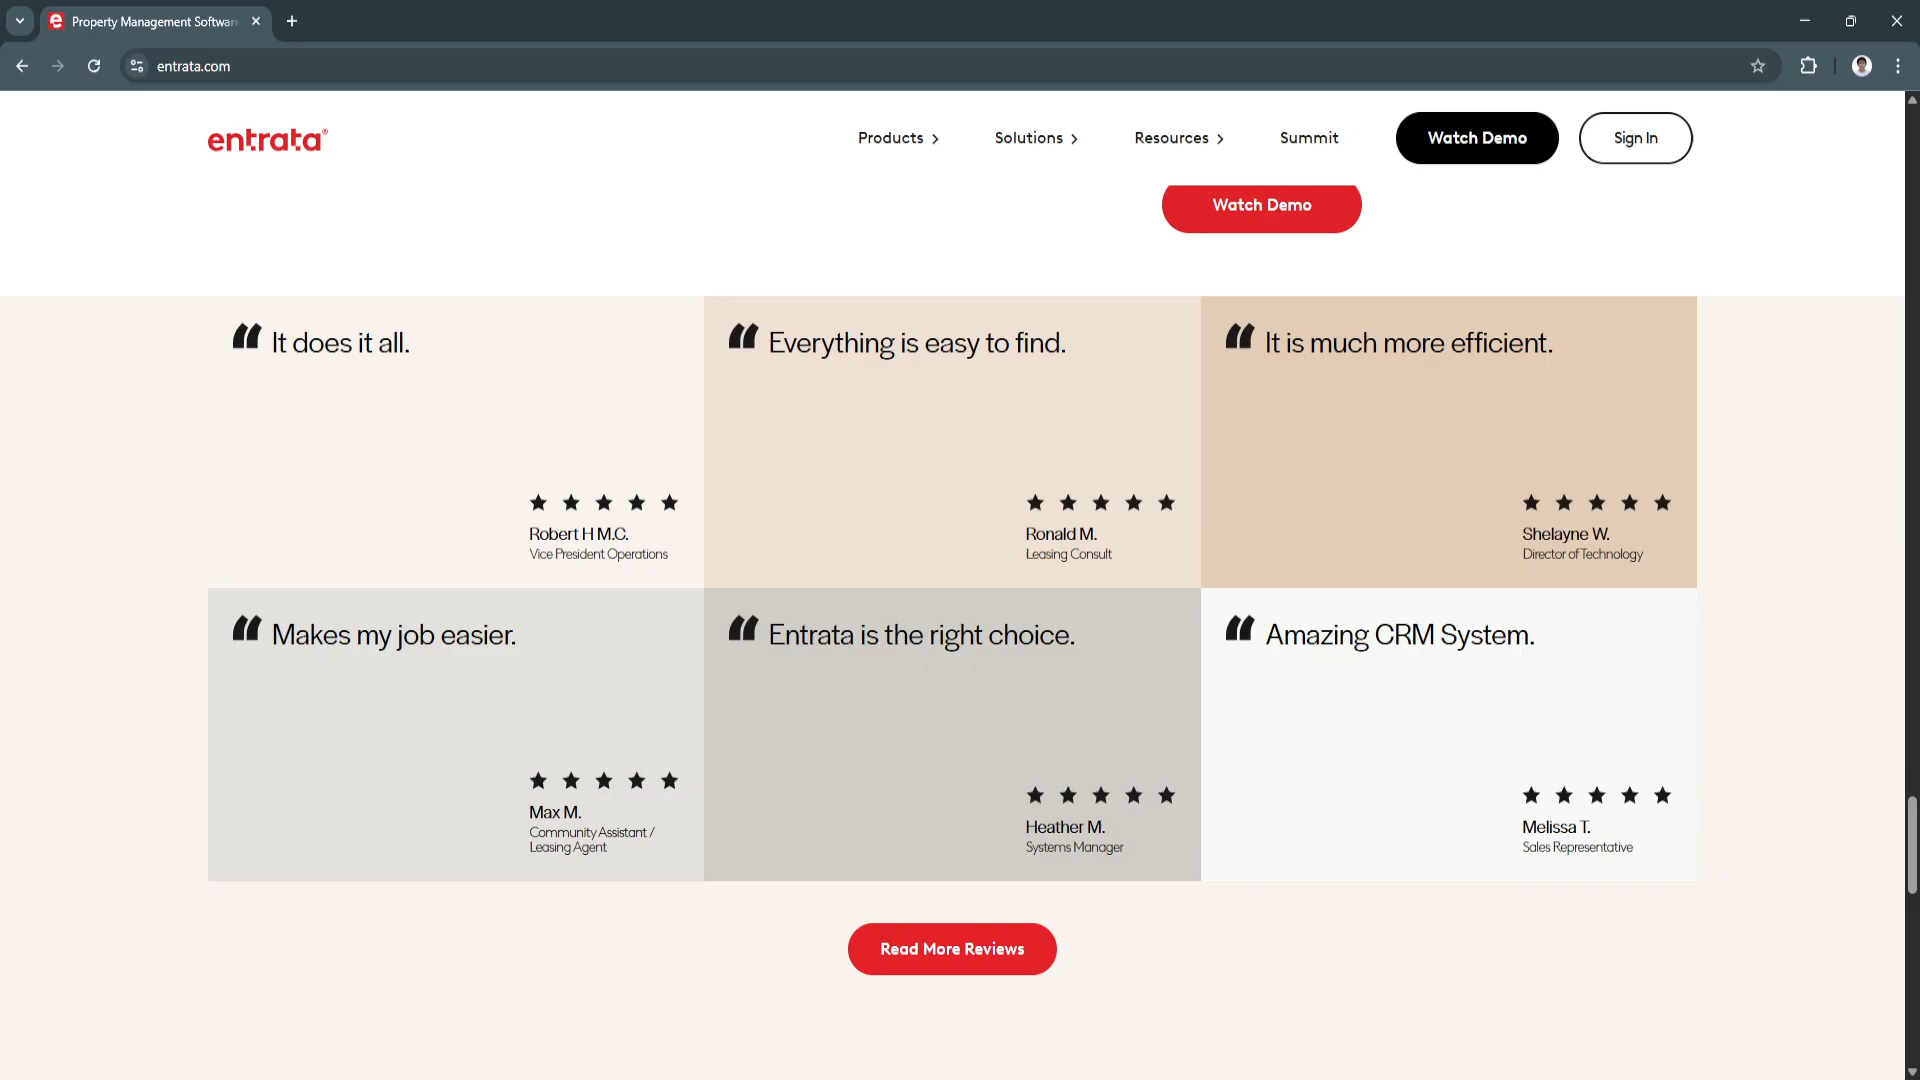 Property Management Softwar
entrata.com
entrata®
Products
Solutions
Resources
Summit
Watch Demo
Sign In
Watch Demo
“ It does it all.
Robert H M.C.
Vice President Operations
“ Everything is easy to find.
Ronald M.
Leasing Consult
“ It is much more efficient.
Shelayne W.
Director of Technology
“ Makes my job easier.
Max M.
Community Assistant /
Leasing Agent
“ Entrata is the right choice.
Heather M.
Systems Manager
“ Amazing CRM System.
Melissa T.
Sales Representative
Read More Reviews